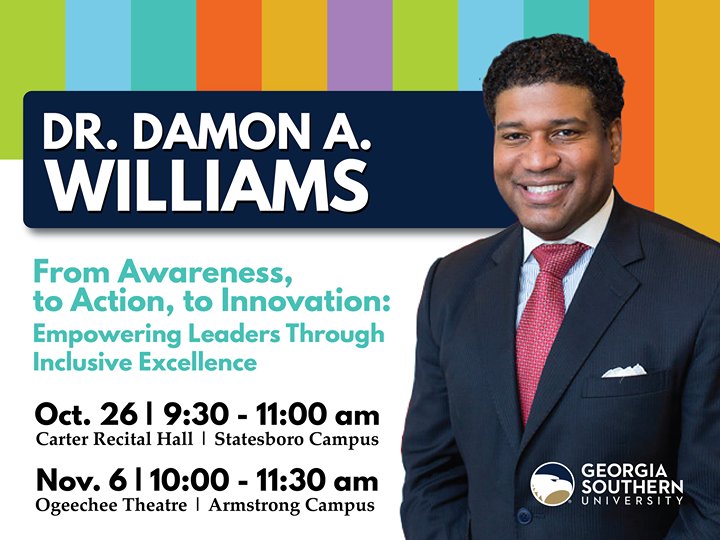 DR. DAMON A.
WILLIAMS
From Awareness,
to Action, to Innovation:
Empowering Leaders Through
Inclusive Excellence
Oct. 26 | 9:30 - 11:00 am
Carter Recital Hall | Statesboro Campus
Nov. 6 | 10:00 - 11:30 am
Ogeechee Theatre | Armstrong Campus
GEORGIA
SOUTHERN
UNIVERSITY